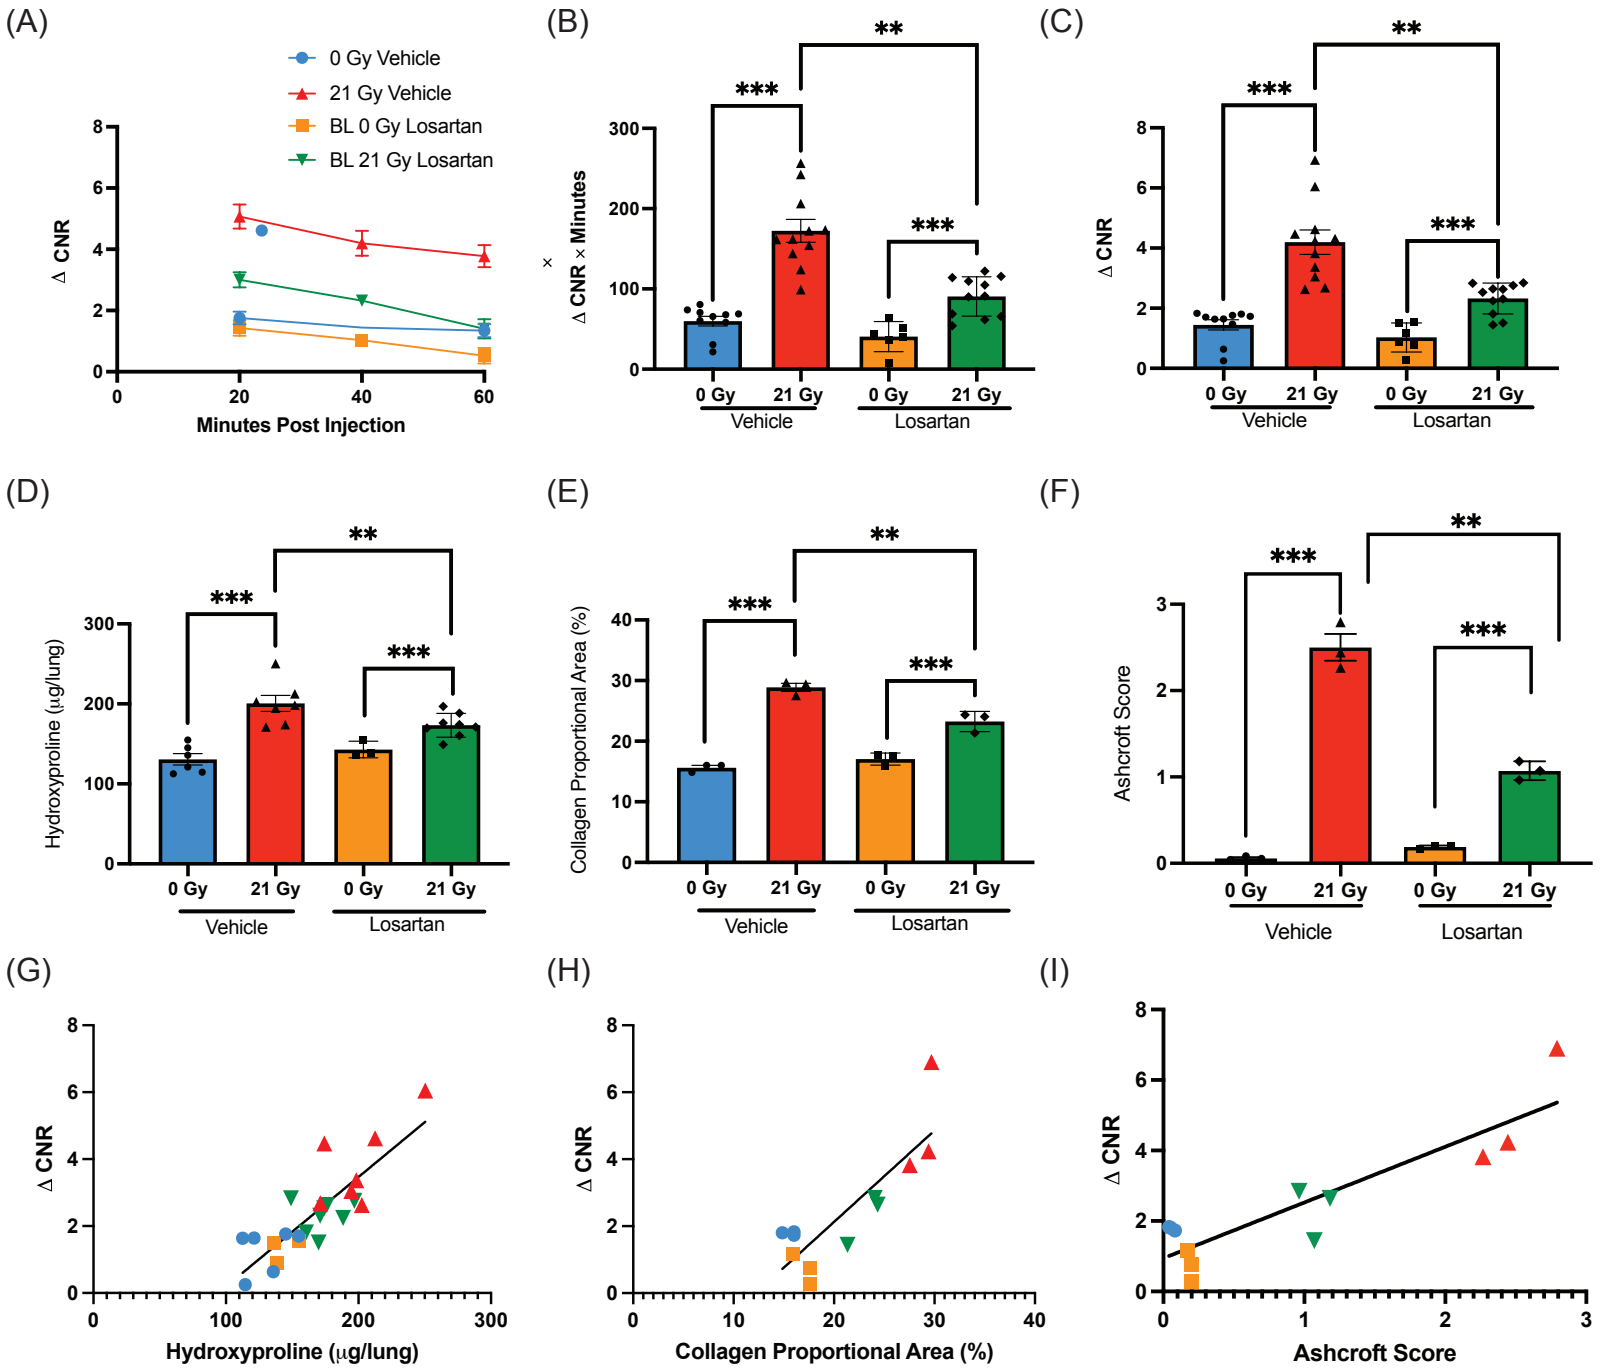 (A)
0 Gy Vehicle
21 Gy Vehicle
BL 0 Gy Losartan
BL 21 Gy Losartan
8
6
4
2
0
Δ CNR
0
20
40
60
Minutes Post Injection
(B)
**
***
***
300
200
100
0
Δ CNR × Minutes
×
0 Gy
21 Gy
0 Gy
21 Gy
Vehicle
Losartan
(C)
**
***
***
8
6
4
2
0
Δ CNR
0 Gy
21 Gy
0 Gy
21 Gy
Vehicle
Losartan
(D)
**
***
***
300
200
100
0
Hydroxyproline (µg/lung)
0 Gy
21 Gy
0 Gy
21 Gy
Vehicle
Losartan
(E)
**
***
***
40
30
20
10
0
Collagen Proportional Area (%)
0 Gy
21 Gy
0 Gy
21 Gy
Vehicle
Losartan
(F)
**
***
***
3
2
1
0
Ashcroft Score
0 Gy
21 Gy
0 Gy
21 Gy
Vehicle
Losartan
(G)
8
6
4
2
0
Δ CNR
0
100
200
300
Hydroxyproline (µg/lung)
(H)
8
6
4
2
0
Δ CNR
0
10
20
30
40
Collagen Proportional Area (%)
(I)
8
6
4
2
0
Δ CNR
0
1
2
3
Ashcroft Score